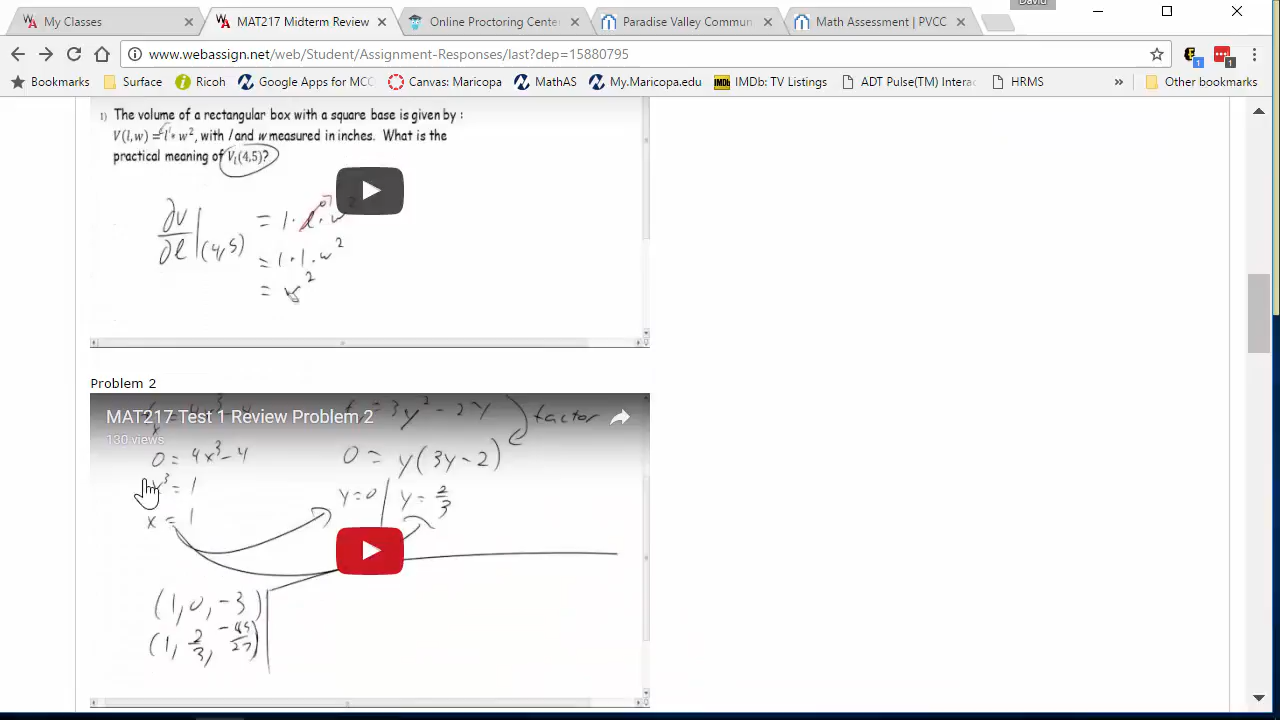 David
My Classes
MAT217 Midterm Review
Online Proctoring Cente
Paradise Valley Commun
Math Assessment | PVCC
www.webassign.net/web/Student/Assignment-Responses/last?dep=15880795
1
1
Bookmarks
Surface
Ricoh
Google Apps for MCC
Canvas: Maricopa
MathAS
My.Maricopa.edu
IMDb: TV Listings
ADT Pulse(TM) Interac
HRMS
»
Other bookmarks
1) The volume of a rectangular box with a square base is given by :
V(l,w) = l • w², with l and w measured in inches. What is the
practical meaning of V_l(4,5)?
∂V/∂l |(4,5) = 1 · l⁰ · w²
= 1 · 1 · w²
= w²
Problem 2
MAT217 Test 1 Review Problem 2
130 views
= 3y² - 2y
factor
0 = 4x³ - 4
0 = y(3y - 2)
x³ = 1
y = 0 | y = 2/3
x = 1
(1, 0, -3)
(1, 2/3,